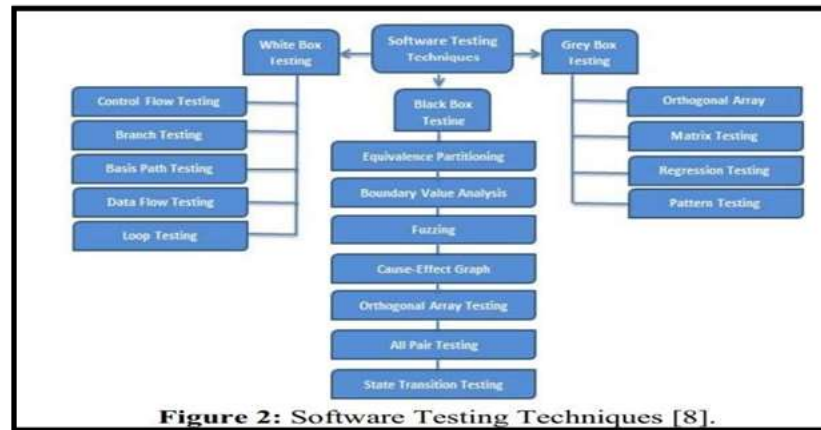 Software Testing
Techniques
White Box
Testing
Control Flow Testing
Branch Testing
Basis Path Testing
Data Flow Testing
Loop Testing
Black Box
Testine
Equivalence Partitioning
Boundary Value Analysis
Fuzzing
Cause-Effect Graph
Orthogonal Array Testing
All Pair Testing
State Transition Testing
Grey Box
Testing
Orthogonal Array
Matrix Testing
Regression Testing
Pattern Testing
Figure 2: Software Testing Techniques [8].